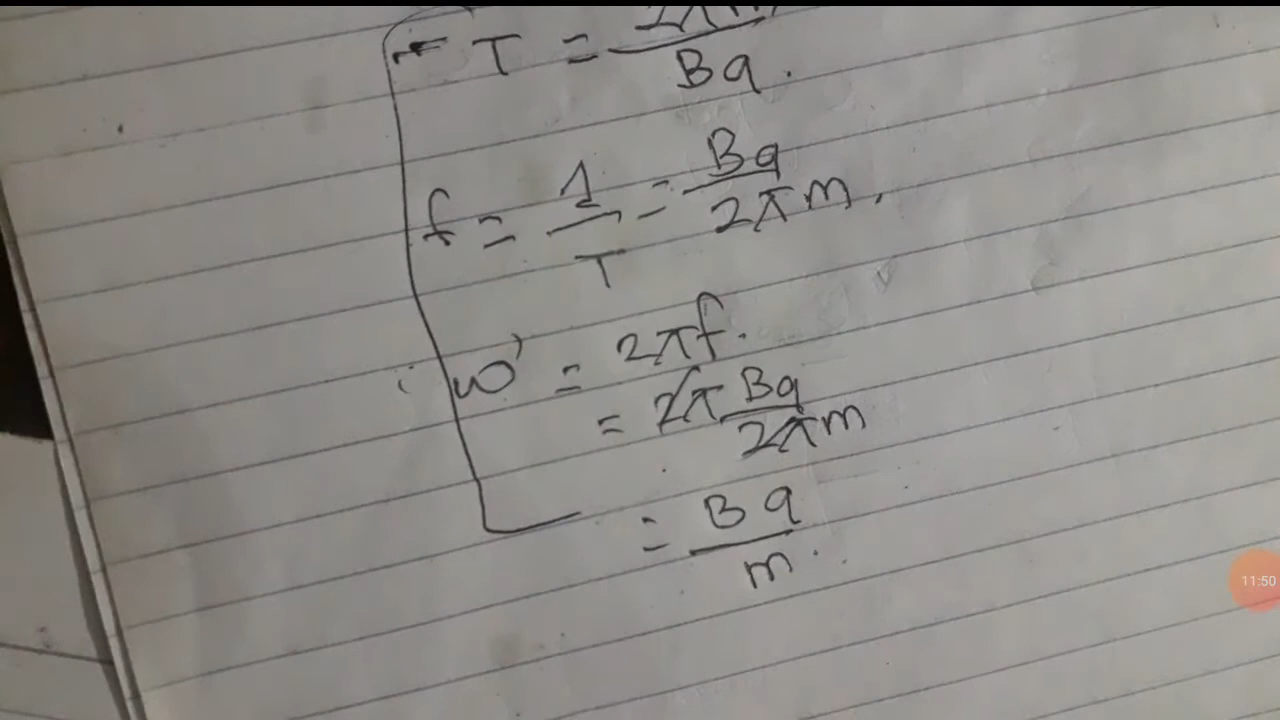 T = 2πm/Bq.
f = 1/T = Bq/2πm.
ω = 2πf.
= 2π Bq/2πm
= Bq/m.
11:50